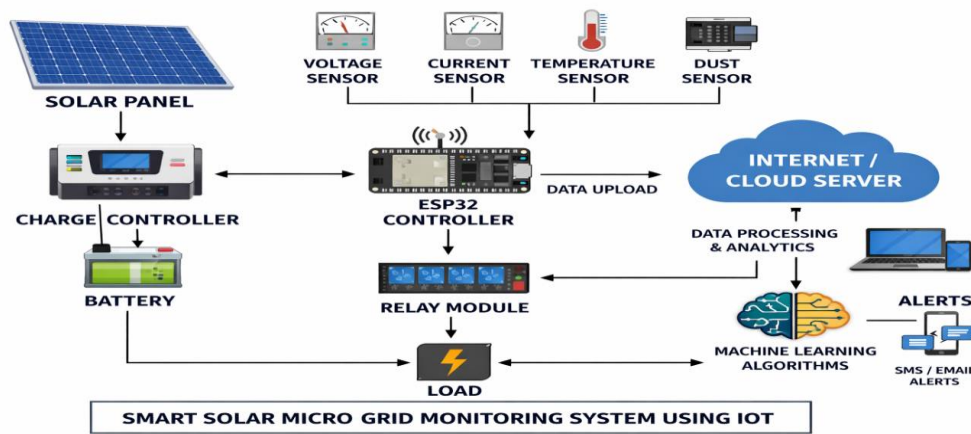 VOLTAGE
SENSOR
CURRENT
SENSOR
TEMPERATURE
SENSOR
DUST
SENSOR
SOLAR PANEL
INTERNET /
CLOUD SERVER
DATA UPLOAD
ESP32
CONTROLLER
CHARGE CONTROLLER
DATA PROCESSING
& ANALYTICS
BATTERY
RELAY MODULE
ALERTS
MACHINE LEARNING
ALGORITHMS
SMS / EMAIL
ALERTS
LOAD
SMART SOLAR MICRO GRID MONITORING SYSTEM USING IOT